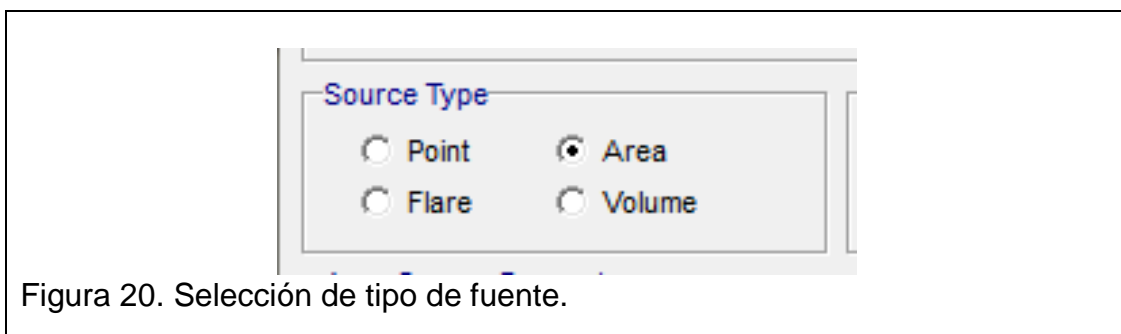 Source Type
Point Area
Flare Volume
Figura 20. Selección de tipo de fuente.